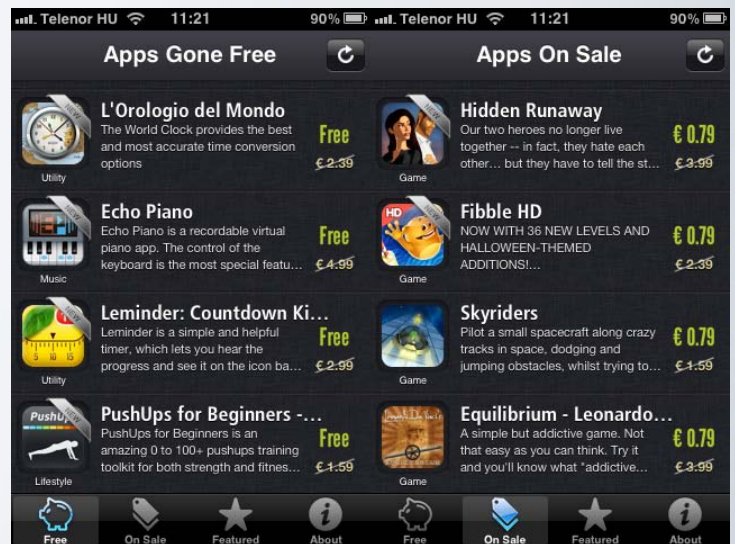 Telenor HU 11:21 90%
Apps Gone Free
NEW
L'Orologio del Mondo
The World Clock provides the best
and most accurate time conversion
options
Free
€ 2.39
Utility
NEW
Echo Piano
Echo Piano is a recordable virtual
piano app. The control of the
keyboard is the most special featu...
Free
€ 4.99
Music
NEW
Leminder: Countdown Ki...
Leminder is a simple and helpful
timer, which lets you hear the
progress and see it on the icon ba...
Free
€ 2.99
5 10 15
Utility
NEW
PushUps for Beginners -...
PushUps for Beginners is an
amazing 0 to 100+ pushups training
toolkit for both strength and fitnes...
Free
€ 1.59
Lifestyle
Free On Sale Featured About
Telenor HU 11:21 90%
Apps On Sale
NEW
Hidden Runaway
Our two heroes no longer live
together -- in fact, they hate each
other... but they have to tell the st...
€ 0.79
€ 3.99
Game
HD
NEW
Fibble HD
NOW WITH 36 NEW LEVELS AND
HALLOWEEN-THEMED
ADDITIONS!...
€ 0.79
€ 2.39
Game
Skyriders
Pilot a small spacecraft along crazy
tracks in space, dodging and
jumping obstacles, whilst trying to...
€ 0.79
€ 1.59
Game
Equilibrium - Leonardo...
A simple but addictive game. Not
that easy as you can think. Try it
and you'll know what "addictive...
€ 0.79
€ 3.99
Game
Free On Sale Featured About